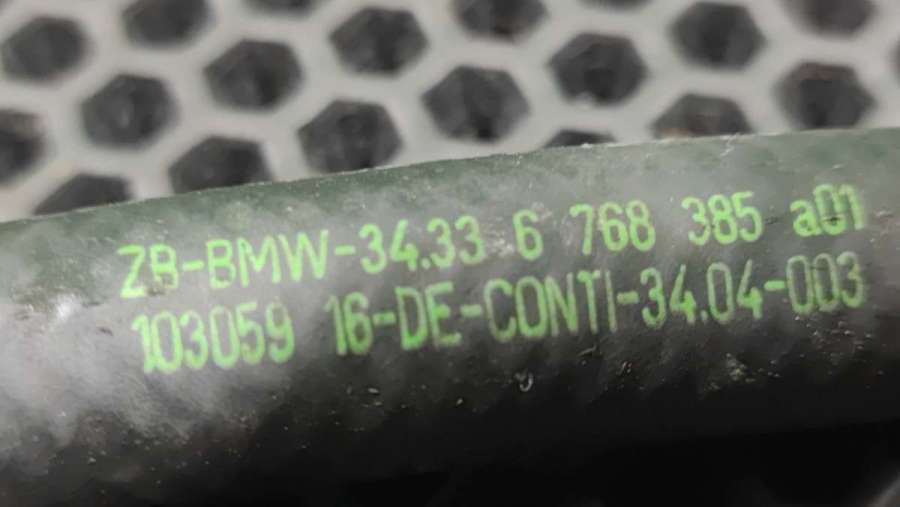 ZB-BMW-34.33 6 768 385 a01
103059 16-DE-CONTI-34.04-003